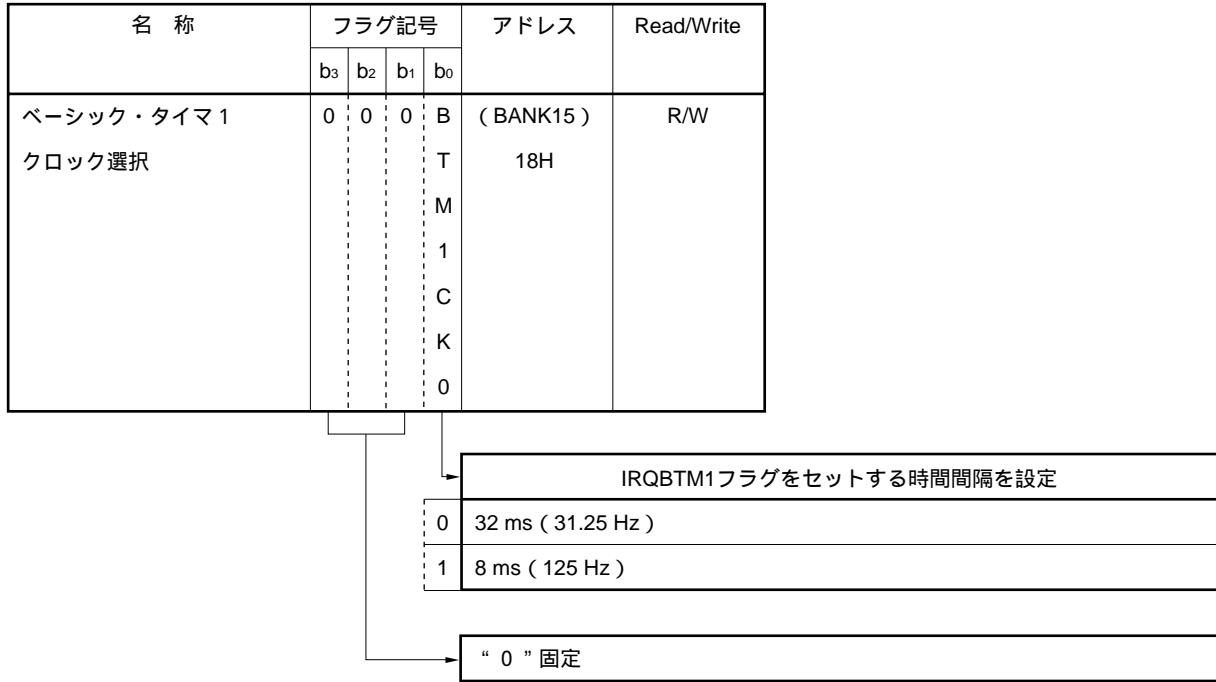 名　称 フラグ記号 アドレス Read/Write
b3 b2 b1 b0
ベーシック・タイマ1 0 0 0 B （BANK15） R/W
クロック選択 T 18H
M
1
C
K
0
IRQBTM1フラグをセットする時間間隔を設定
0 32 ms（31.25 Hz）
1 8 ms（125 Hz）
“0”固定